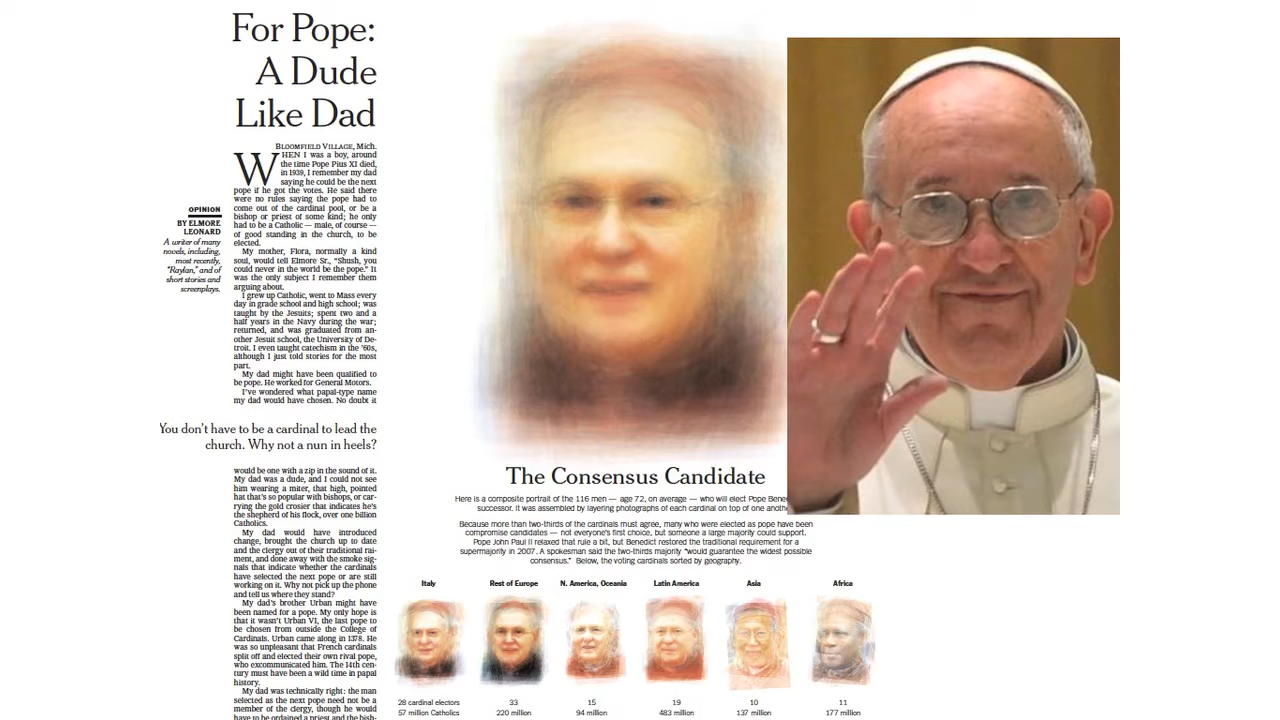 For Pope:
A Dude
Like Dad
OPINION
BY ELMORE
LEONARD
A writer of many
novels, including,
most recently,
“Raylan,” and of
short stories and
screenplays.
BLOOMFIELD VILLAGE, Mich.
WHEN I was a boy, around
the time Pope Pius XI died,
in 1939, I remember my dad
saying he could be the next
pope if he got the votes. He said there
were no rules saying the pope had to
come out of the cardinal pool, or be a
bishop or priest of some kind; he only
had to be a Catholic — male, of course —
of good standing in the church, to be
elected.
My mother, Flora, normally a kind
soul, would tell Elmore Sr., “Shush, you
could never in the world be the pope.” It
was the only subject I remember them
arguing about.
I grew up Catholic, went to Mass every
day in grade school and high school; was
taught by the Jesuits; spent two and a
half years in the Navy during the war;
returned, and was graduated from an-
other Jesuit school, the University of De-
troit. I even taught catechism in the ’60s,
although I just told stories for the most
part.
My dad might have been qualified to
be pope. He worked for General Motors.
I’ve wondered what papal-type name
my dad would have chosen. No doubt it
You don’t have to be a cardinal to lead the
church. Why not a nun in heels?
would be one with a zip in the sound of it.
My dad was a dude, and I could not see
him wearing a miter, that high, pointed
hat that’s so popular with bishops, or car-
rying the gold crosier that indicates he’s
the shepherd of his flock, over one billion
Catholics.
My dad would have introduced
change, brought the church up to date
and the clergy out of their traditional rai-
ment, and done away with the smoke sig-
nals that indicate whether the cardinals
have selected the next pope or are still
working on it. Why not pick up the phone
and tell us where they stand?
My dad’s brother Urban might have
been named for a pope. My only hope is
that it wasn’t Urban VI, the last pope to
be chosen from outside the College of
Cardinals. Urban came along in 1378. He
was so unpleasant that French cardinals
split off and elected their own rival pope,
who excommunicated him. The 14th cen-
tury must have been a wild time in papal
history.
My dad was technically right: the man
selected as the next pope need not be a
member of the clergy, though he would
have to be ordained a priest and the bish-
The Consensus Candidate
Here is a composite portrait of the 116 men — age 72, on average — who will elect Pope Bene
successor. It was assembled by layering photographs of each cardinal on top of one anoth
Because more than two-thirds of the cardinals must agree, many who were elected as pope have been
compromise candidates — not everyone’s first choice, but someone a large majority could support.
Pope John Paul II relaxed that rule a bit, but Benedict restored the traditional requirement for a
supermajority in 2007. A spokesman said the two-thirds majority “would guarantee the widest possible
consensus.” Below, the voting cardinals sorted by geography.
Italy Rest of Europe N. America, Oceania Latin America Asia Africa
28 cardinal electors 33 15 19 10 11
57 million Catholics 220 million 94 million 483 million 137 million 177 million